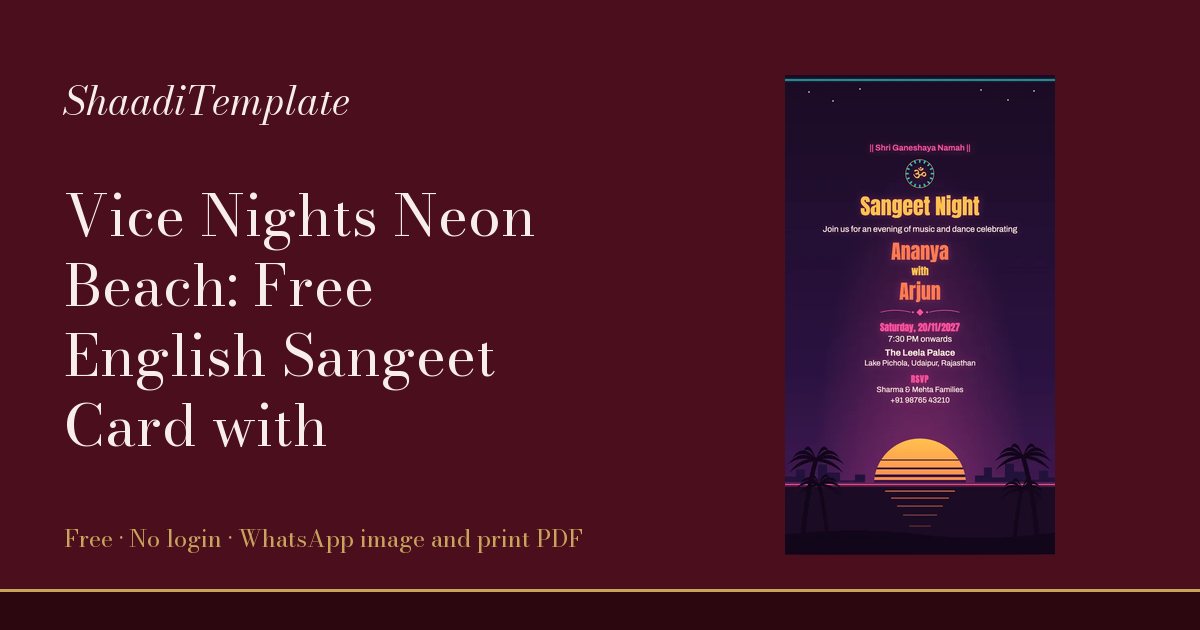 ShaadiTemplate
Vice Nights Neon
Beach: Free
English Sangeet
Card with
Free · No login · WhatsApp image and print PDF
|| Shri Ganeshaya Namah ||
ॐ
Sangeet Night
Join us for an evening of music and dance celebrating
Ananya
with
Arjun
Saturday, 20/11/2027
7:30 PM onwards
The Leela Palace
Lake Pichola, Udaipur, Rajasthan
RSVP
Sharma & Mehta Families
+91 98765 43210